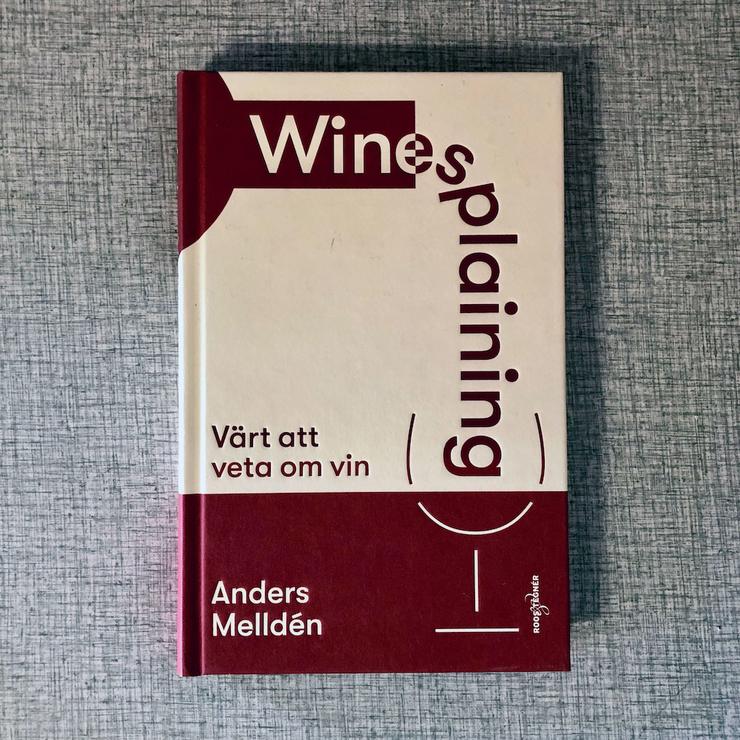 Winesplaining
Värt att
veta om vin
Anders
Melldén
ROOS & TEGNÉR